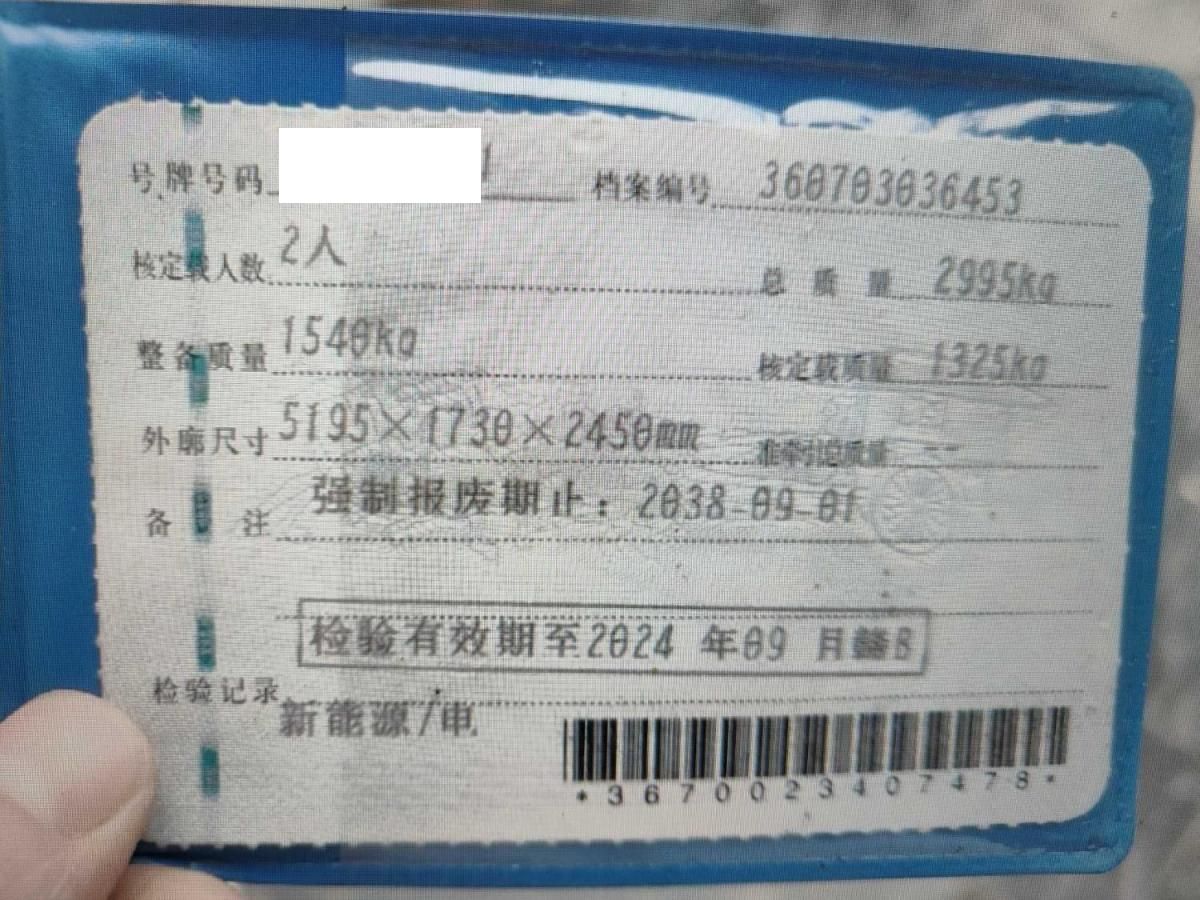 号牌号码 档案编号 360703036453
核定载人数 2人 总质量 2995kg
整备质量 1540kg 核定载质量 1325kg
外廓尺寸 5195×1730×2450mm 准牵引总质量 --
备注 强制报废期止：2038-09-01
检验有效期至2024 年09 月赣B
检验记录
新能源/电
*3670023407478*